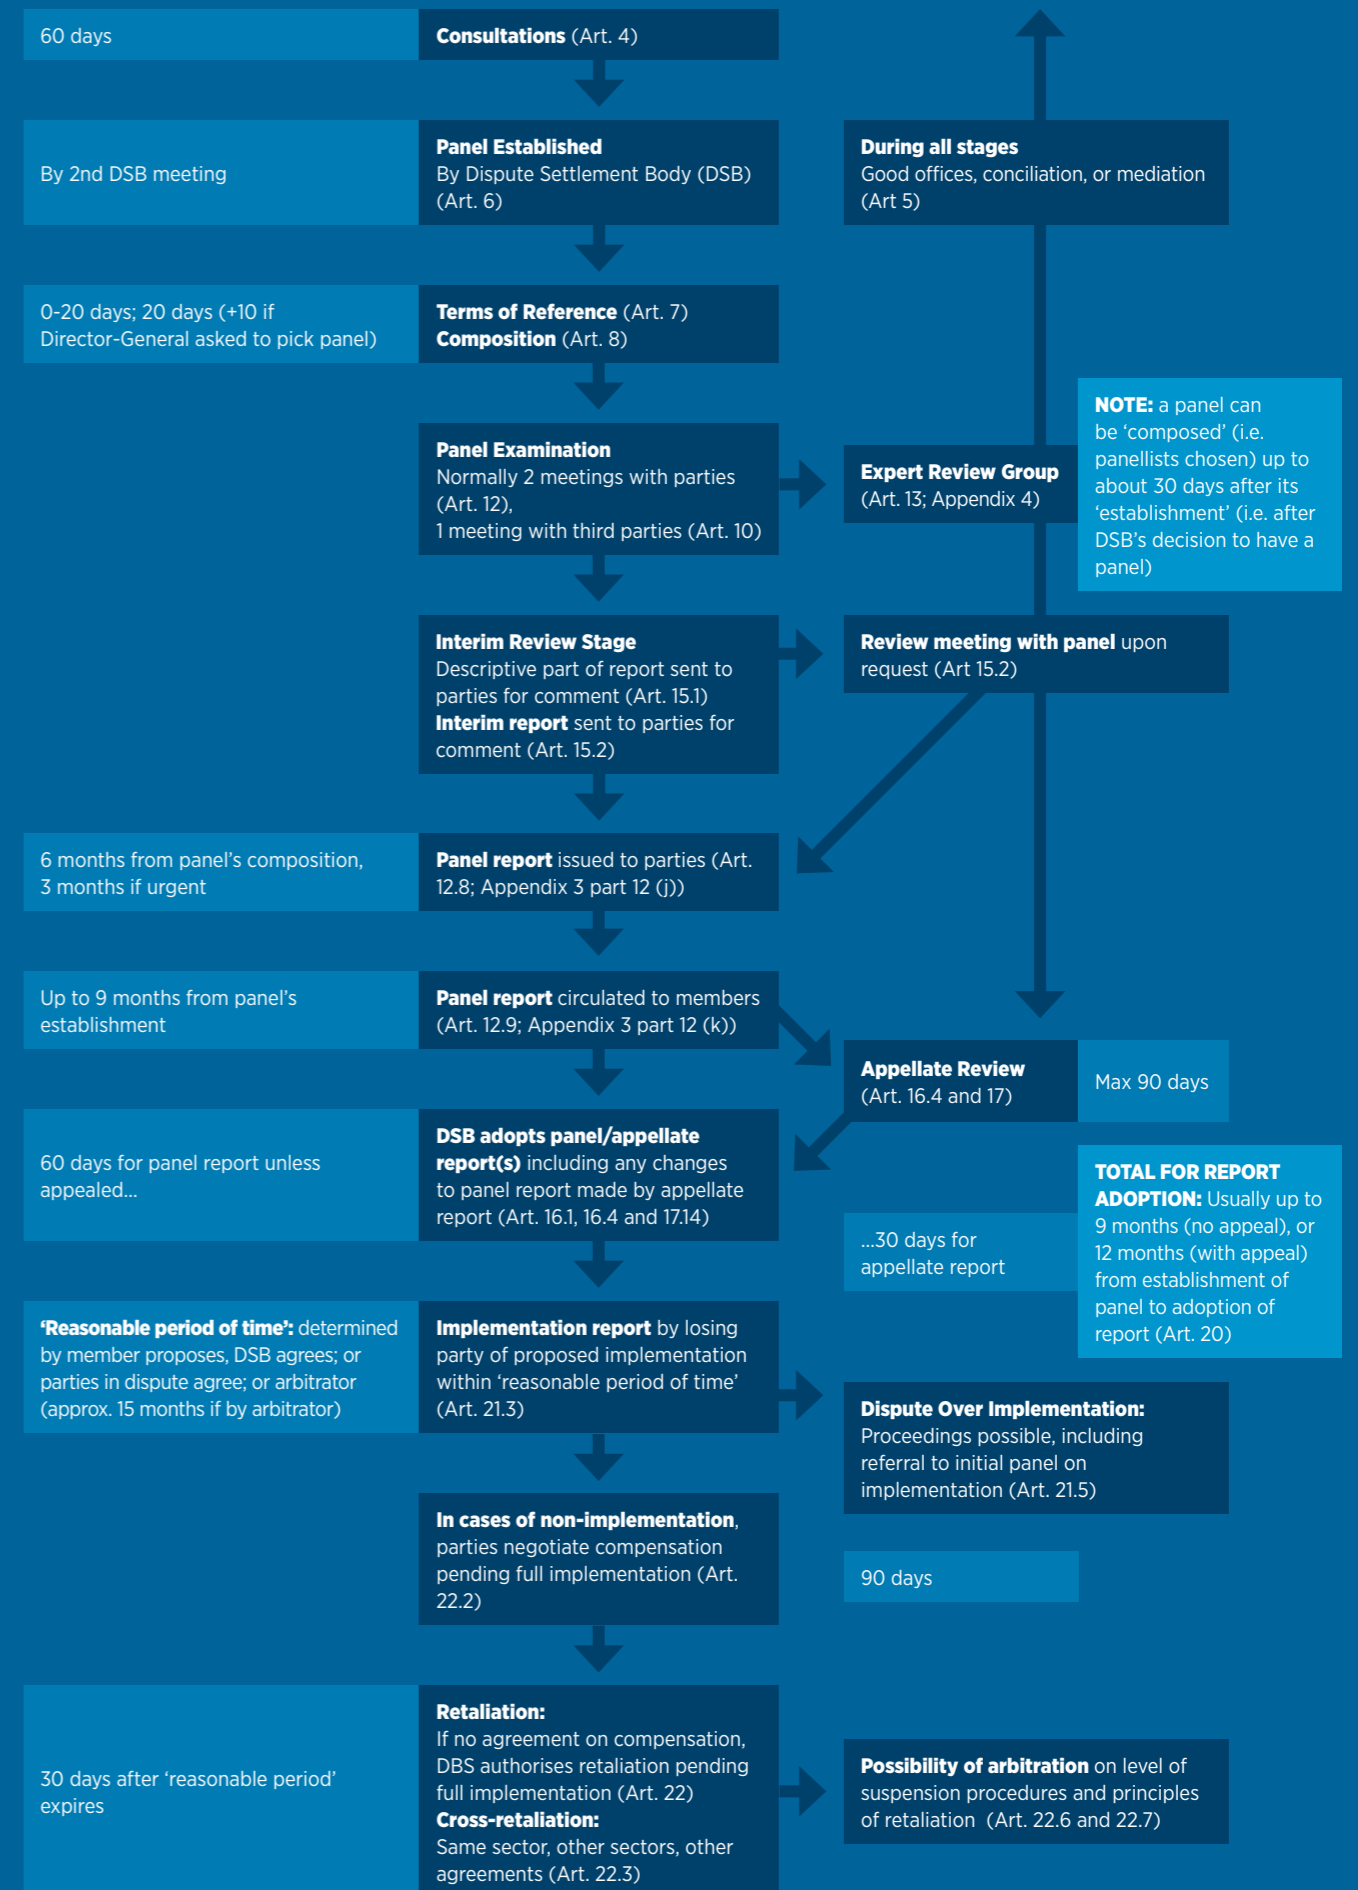 60 days
Consultations (Art. 4)
By 2nd DSB meeting
Panel Established
By Dispute Settlement Body (DSB)
(Art. 6)
During all stages
Good offices, conciliation, or mediation
(Art 5)
0-20 days; 20 days (+10 if
Director-General asked to pick panel)
Terms of Reference (Art. 7)
Composition (Art. 8)
NOTE: a panel can
be ‘composed’ (i.e.
panellists chosen) up to
about 30 days after its
‘establishment’ (i.e. after
DSB’s decision to have a
panel)
Panel Examination
Normally 2 meetings with parties
(Art. 12),
1 meeting with third parties (Art. 10)
Expert Review Group
(Art. 13; Appendix 4)
Interim Review Stage
Descriptive part of report sent to
parties for comment (Art. 15.1)
Interim report sent to parties for
comment (Art. 15.2)
Review meeting with panel upon
request (Art 15.2)
6 months from panel’s composition,
3 months if urgent
Panel report issued to parties (Art.
12.8; Appendix 3 part 12 (j))
Up to 9 months from panel’s
establishment
Panel report circulated to members
(Art. 12.9; Appendix 3 part 12 (k))
Appellate Review
(Art. 16.4 and 17)
Max 90 days
60 days for panel report unless
appealed...
DSB adopts panel/appellate
report(s) including any changes
to panel report made by appellate
report (Art. 16.1, 16.4 and 17.14)
...30 days for
appellate report
TOTAL FOR REPORT
ADOPTION: Usually up to
9 months (no appeal), or
12 months (with appeal)
from establishment of
panel to adoption of
report (Art. 20)
‘Reasonable period of time’: determined
by member proposes, DSB agrees; or
parties in dispute agree; or arbitrator
(approx. 15 months if by arbitrator)
Implementation report by losing
party of proposed implementation
within ‘reasonable period of time’
(Art. 21.3)
Dispute Over Implementation:
Proceedings possible, including
referral to initial panel on
implementation (Art. 21.5)
In cases of non-implementation,
parties negotiate compensation
pending full implementation (Art.
22.2)
90 days
30 days after ‘reasonable period’
expires
Retaliation:
If no agreement on compensation,
DBS authorises retaliation pending
full implementation (Art. 22)
Cross-retaliation:
Same sector, other sectors, other
agreements (Art. 22.3)
Possibility of arbitration on level of
suspension procedures and principles
of retaliation (Art. 22.6 and 22.7)